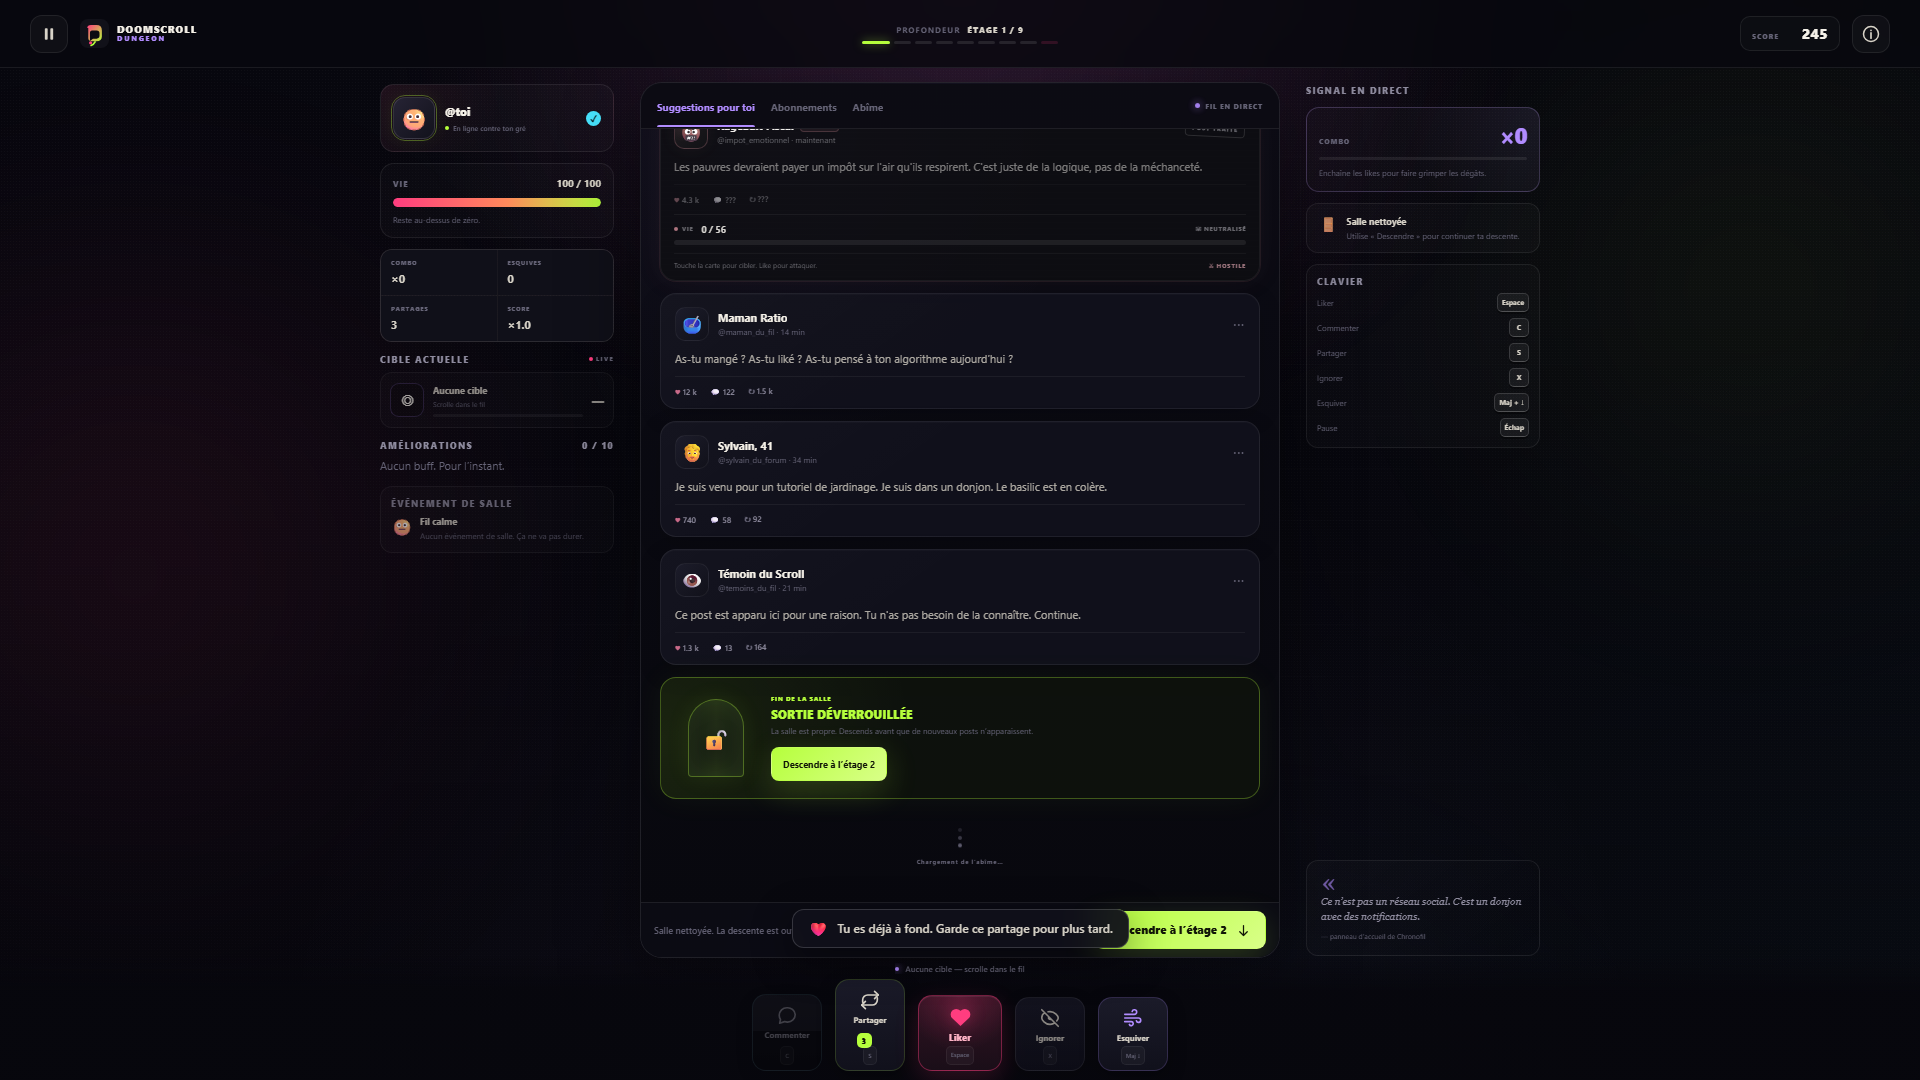 DOOMSCROLL
DUNGEON
PROFONDEUR ÉTAGE 1 / 9
SCORE 245
@toi
En ligne contre ton gré
VIE 100 / 100
Reste au-dessus de zéro.
COMBO
×0
ESQUIVES
0
PARTAGES
3
SCORE
×1.0
CIBLE ACTUELLE
LIVE
Aucune cible
Scrolle dans le fil
—
AMÉLIORATIONS 0 / 10
Aucun buff. Pour l'instant.
ÉVÉNEMENT DE SALLE
Fil calme
Aucun événement de salle. Ça ne va pas durer.
Suggestions pour toi
Abonnements
Abîme
FIL EN DIRECT
@impot_emotionnel · maintenant
Les pauvres devraient payer un impôt sur l'air qu'ils respirent. C'est juste de la logique, pas de la méchanceté.
4.3 k ??? ???
VIE 0 / 56
NEUTRALISÉ
Touche la carte pour cibler. Like pour attaquer.
HOSTILE
Maman Ratio
@maman_du_fil · 14 min
As-tu mangé ? As-tu liké ? As-tu pensé à ton algorithme aujourd'hui ?
12 k 122 1.5 k
Sylvain, 41
@sylvain_du_forum · 34 min
Je suis venu pour un tutoriel de jardinage. Je suis dans un donjon. Le basilic est en colère.
740 58 92
Témoin du Scroll
@temoins_du_fil · 21 min
Ce post est apparu ici pour une raison. Tu n'as pas besoin de la connaître. Continue.
1.3 k 13 164
FIN DE LA SALLE
SORTIE DÉVERROUILLÉE
La salle est propre. Descends avant que de nouveaux posts n'apparaissent.
Descendre à l'étage 2
Chargement de l'abîme…
Salle nettoyée. La descente est ou
Tu es déjà à fond. Garde ce partage pour plus tard.
cendre à l'étage 2
Aucune cible — scrolle dans le fil
Commenter
Partager
3
S
Liker
Espace
Ignorer
X
Esquiver
Maj ↓
SIGNAL EN DIRECT
COMBO ×0
Enchaîne les likes pour faire grimper les dégâts.
Salle nettoyée
Utilise « Descendre » pour continuer ta descente.
CLAVIER
Liker Espace
Commenter C
Partager S
Ignorer X
Esquiver Maj + ↓
Pause Échap
«
Ce n'est pas un réseau social. C'est un donjon
avec des notifications.
— panneau d'accueil de Chronofil